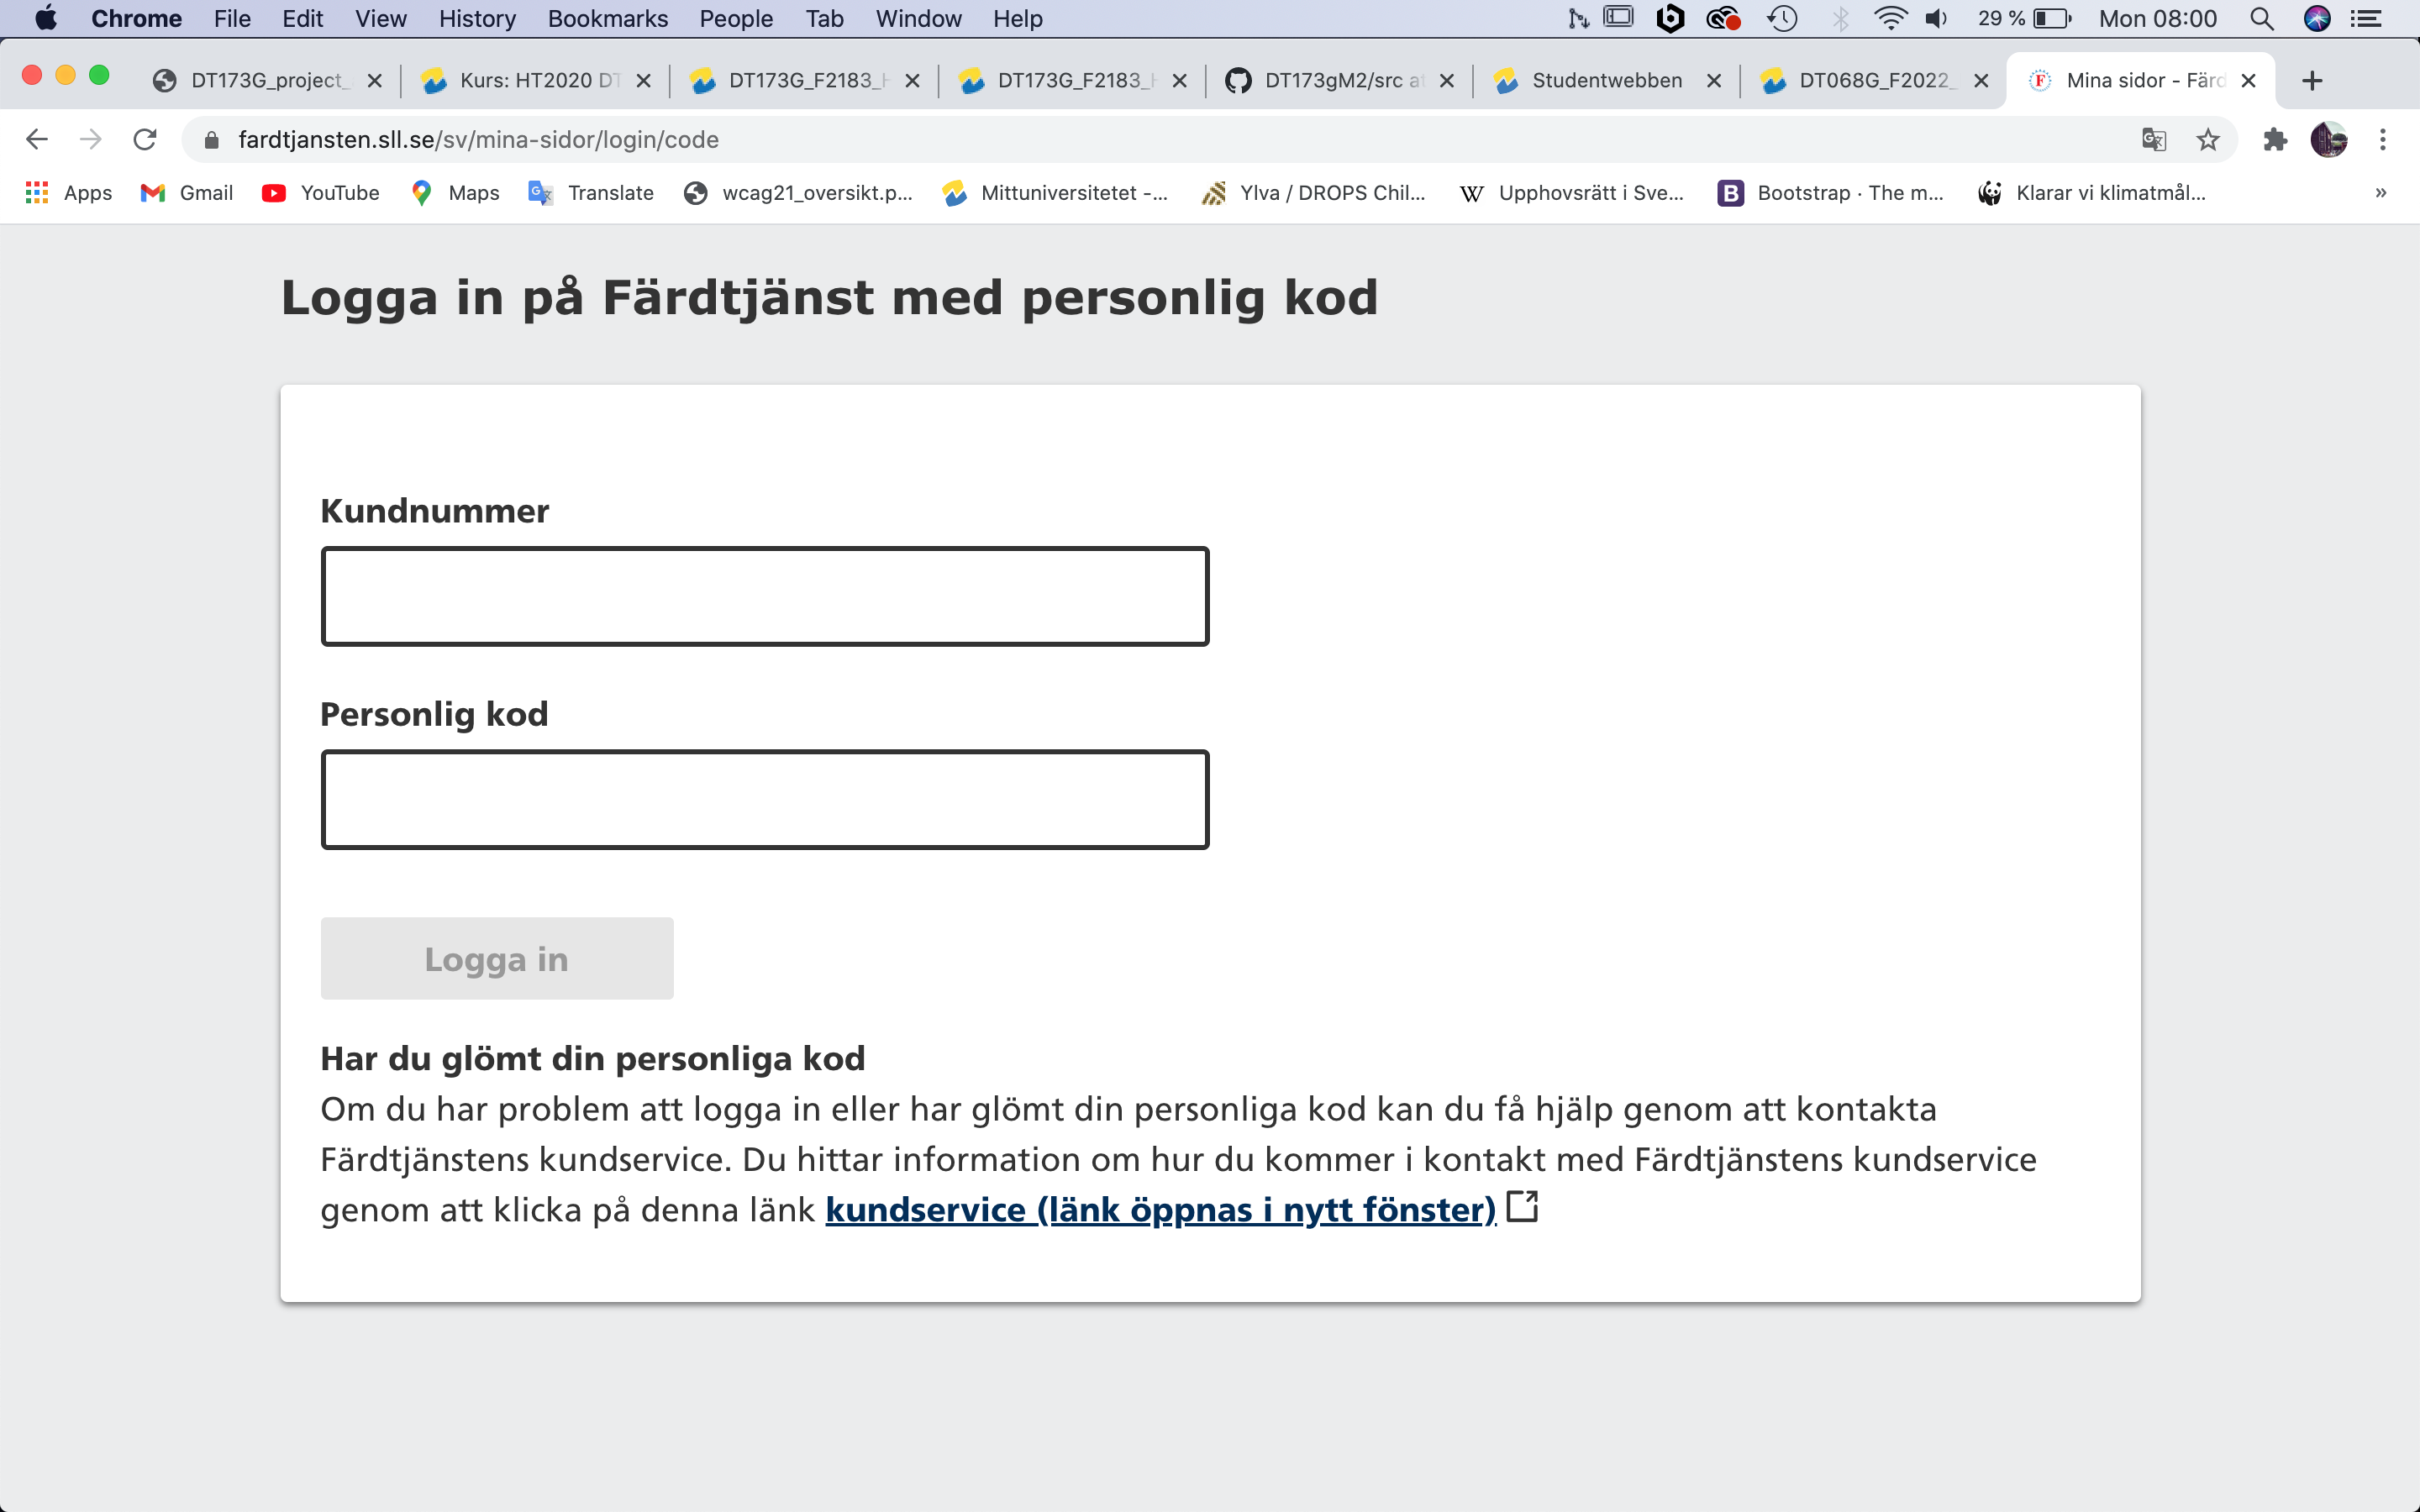 Chrome File Edit View History Bookmarks People Tab Window Help 29 % Mon 08:00
DT173G_project_ Kurs: HT2020 DT DT173G_F2183_H DT173G_F2183_H DT173gM2/src at Studentwebben DT068G_F2022_ Mina sidor - Färd
fardtjansten.sll.se/sv/mina-sidor/login/code
Apps Gmail YouTube Maps Translate wcag21_oversikt.p... Mittuniversitetet -... Ylva / DROPS Chil... W Upphovsrätt i Sve... B Bootstrap · The m... Klarar vi klimatmål... »
Logga in på Färdtjänst med personlig kod
Kundnummer
Personlig kod
Logga in
Har du glömt din personliga kod
Om du har problem att logga in eller har glömt din personliga kod kan du få hjälp genom att kontakta
Färdtjänstens kundservice. Du hittar information om hur du kommer i kontakt med Färdtjänstens kundservice
genom att klicka på denna länk kundservice (länk öppnas i nytt fönster)